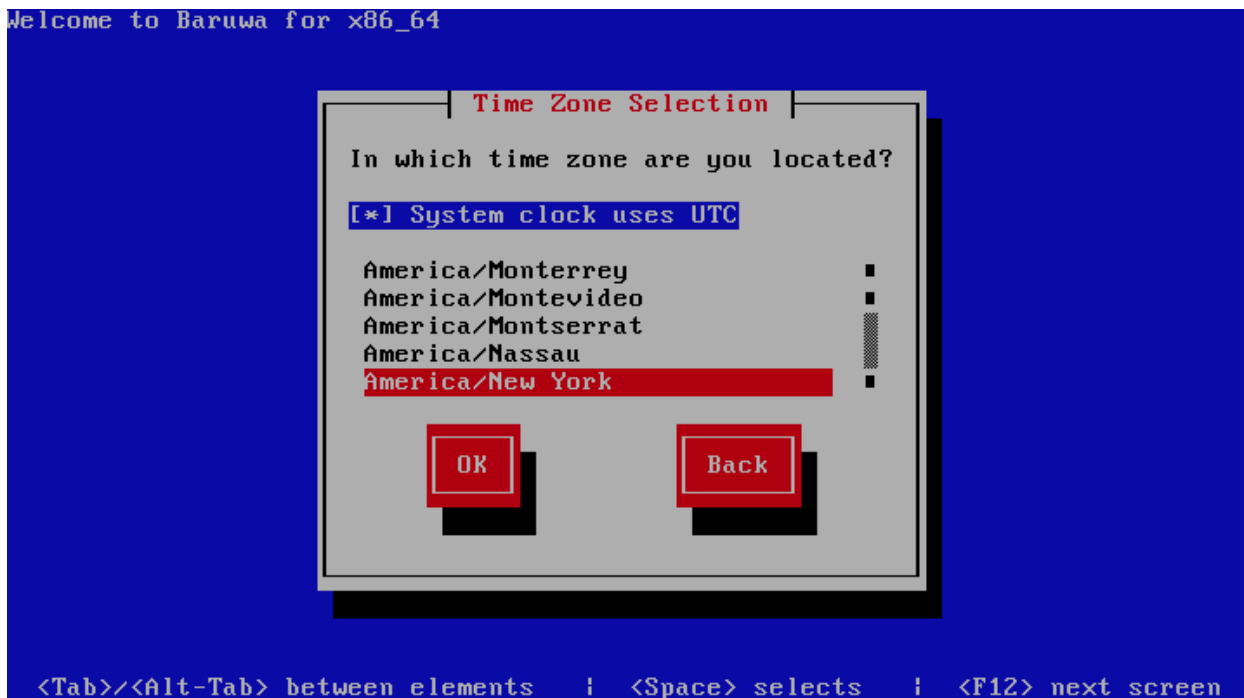 Welcome to Baruwa for x86_64
Time Zone Selection
In which time zone are you located?
[*] System clock uses UTC
America/Monterrey
America/Montevideo
America/Montserrat
America/Nassau
America/New York
OK
Back
<Tab>/<Alt-Tab> between elements | <Space> selects | <F12> next screen